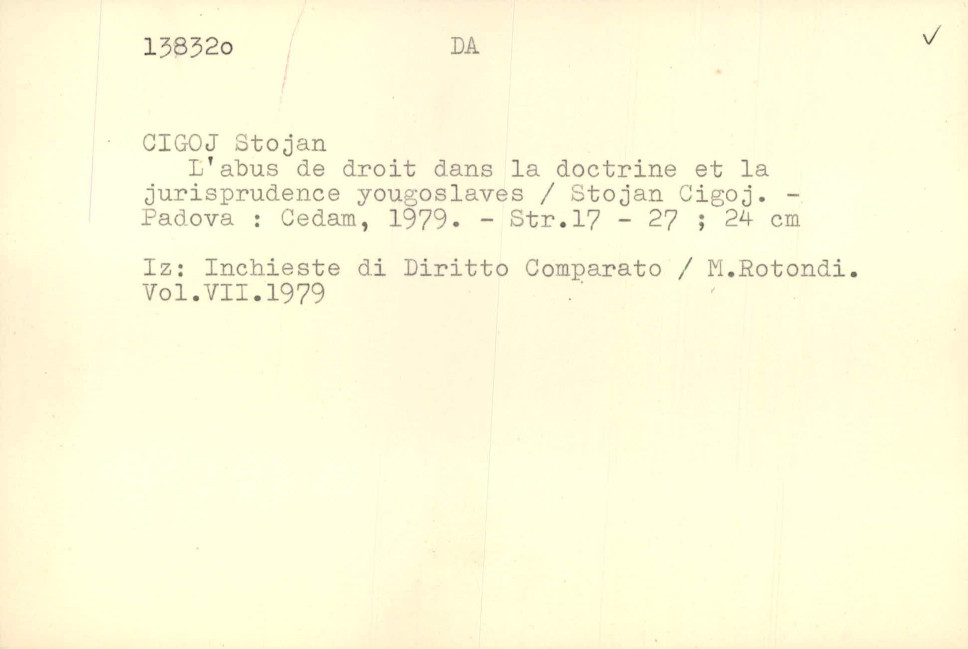 13832o DA ✓
CIGOJ Stojan
L'abus de droit dans la doctrine et la
jurisprudence yougoslaves / Stojan Cigoj. -
Padova : Cedam, 1979. - Str.17 - 27 ; 24 cm
Iz: Inchieste di Diritto Comparato / M.Rotondi.
Vol.VII.1979